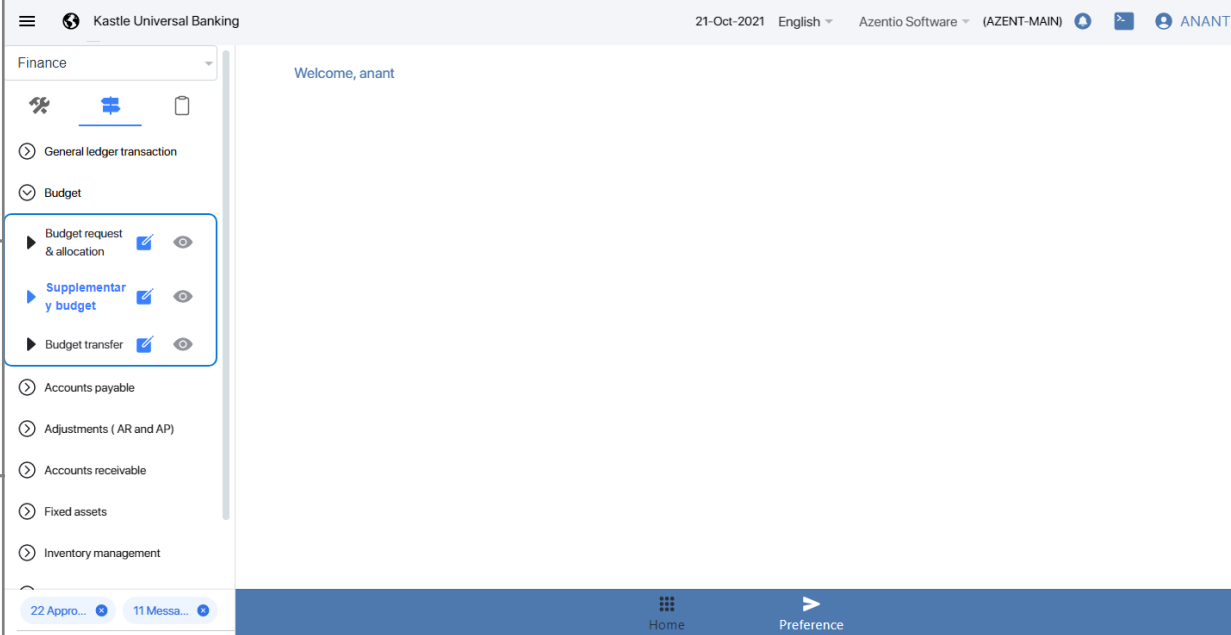 Kastle Universal Banking
21-Oct-2021 English Azentio Software (AZENT-MAIN) ANANT
Finance
Welcome, anant
General ledger transaction
Budget
Budget request
& allocation
Supplementar
y budget
Budget transfer
Accounts payable
Adjustments ( AR and AP)
Accounts receivable
Fixed assets
Inventory management
22 Appro... 11 Messa...
Home Preference